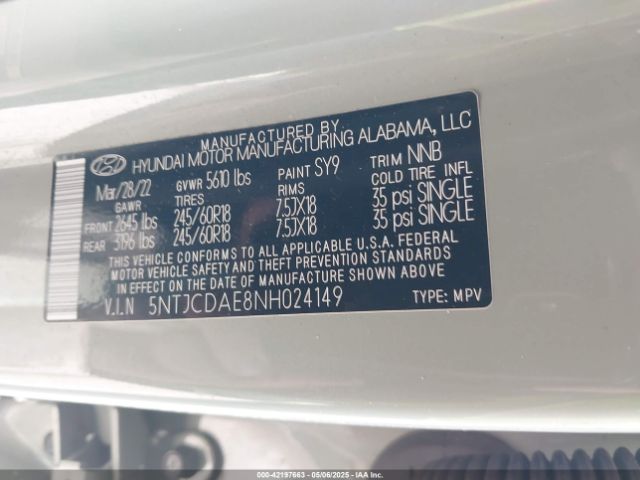 MANUFACTURED BY
HYUNDAI MOTOR MANUFACTURING ALABAMA, LLC
Mar/28/22 GVWR 5610 lbs PAINT SY9 TRIM NNB
GAWR TIRES RIMS COLD TIRE INFL
FRONT 2645 lbs 245/60R18 7.5JX18 35 psi SINGLE
REAR 3196 lbs 245/60R18 7.5JX18 35 psi SINGLE
THIS VEHICLE CONFORMS TO ALL APPLICABLE U.S.A. FEDERAL
MOTOR VEHICLE SAFETY AND THEFT PREVENTION STANDARDS
IN EFFECT ON THE DATE OF MANUFACTURE SHOWN ABOVE.
V.I.N 5NTJCDAE8NH024149 TYPE: MPV
000-42197663 - 05/06/2025 - IAAI.COM